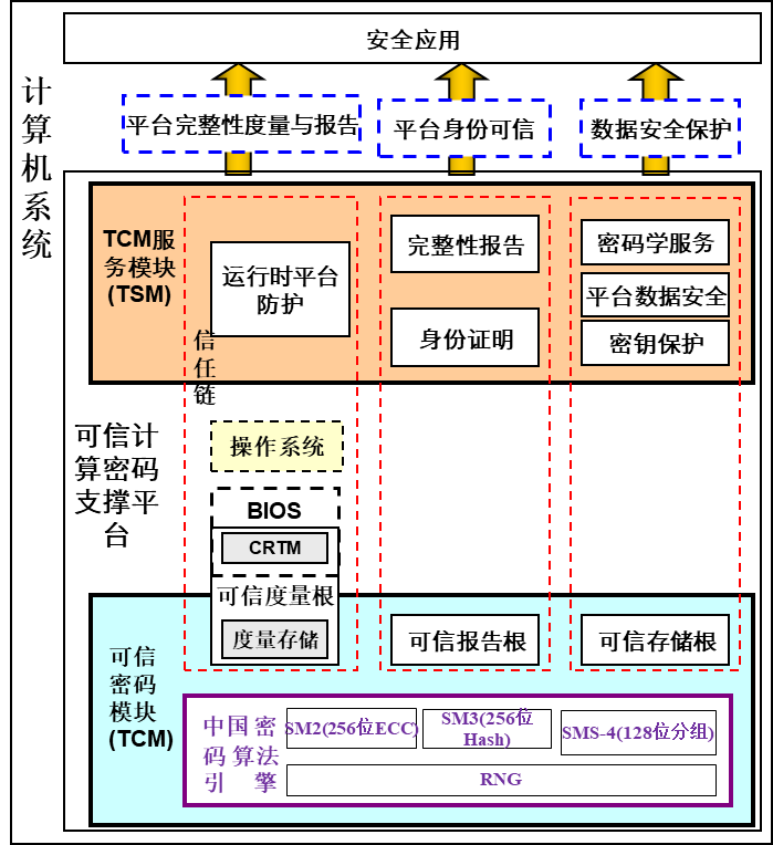 安全应用
计
算
机
系
统
平台完整性度量与报告
平台身份可信
数据安全保护
TCM服
务模块
(TSM)
运行时平台
防护
完整性报告
身份证明
密码学服务
平台数据安全
密钥保护
信
任
链
可信计
算密码
支撑平
台
操作系统
BIOS
CRTM
可信度量根
度量存储
可信报告根
可信存储根
可信
密码
模块
(TCM)
中国密
码算法
引擎
SM2(256位ECC)
SM3(256位
Hash)
SMS-4(128位分组)
RNG